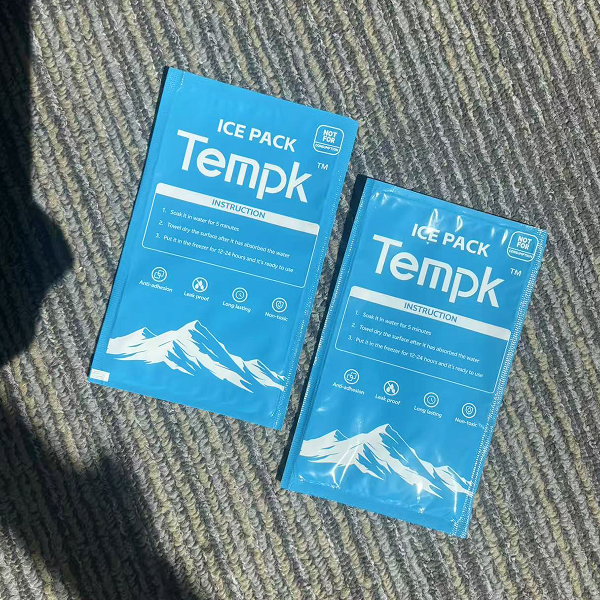 ICE PACK
NOT
FOR
CONSUMPTION
Tempk™
INSTRUCTION
1. Soak it in water for 5 minutes
2. Towel dry the surface after it has absorbed the water
3. Put it in the freezer for 12-24 hours and it's ready to use
Anti-adhesion
Leak proof
Long lasting
Non-toxic
ICE PACK
NOT
FOR
CONSUMPTION
Tempk™
INSTRUCTION
1. Soak it in water for 5 minutes
2. Towel dry the surface after it has absorbed the water
3. Put it in the freezer for 12-24 hours and it's ready to use
Anti-adhesion
Leak proof
Long lasting
Non-toxic